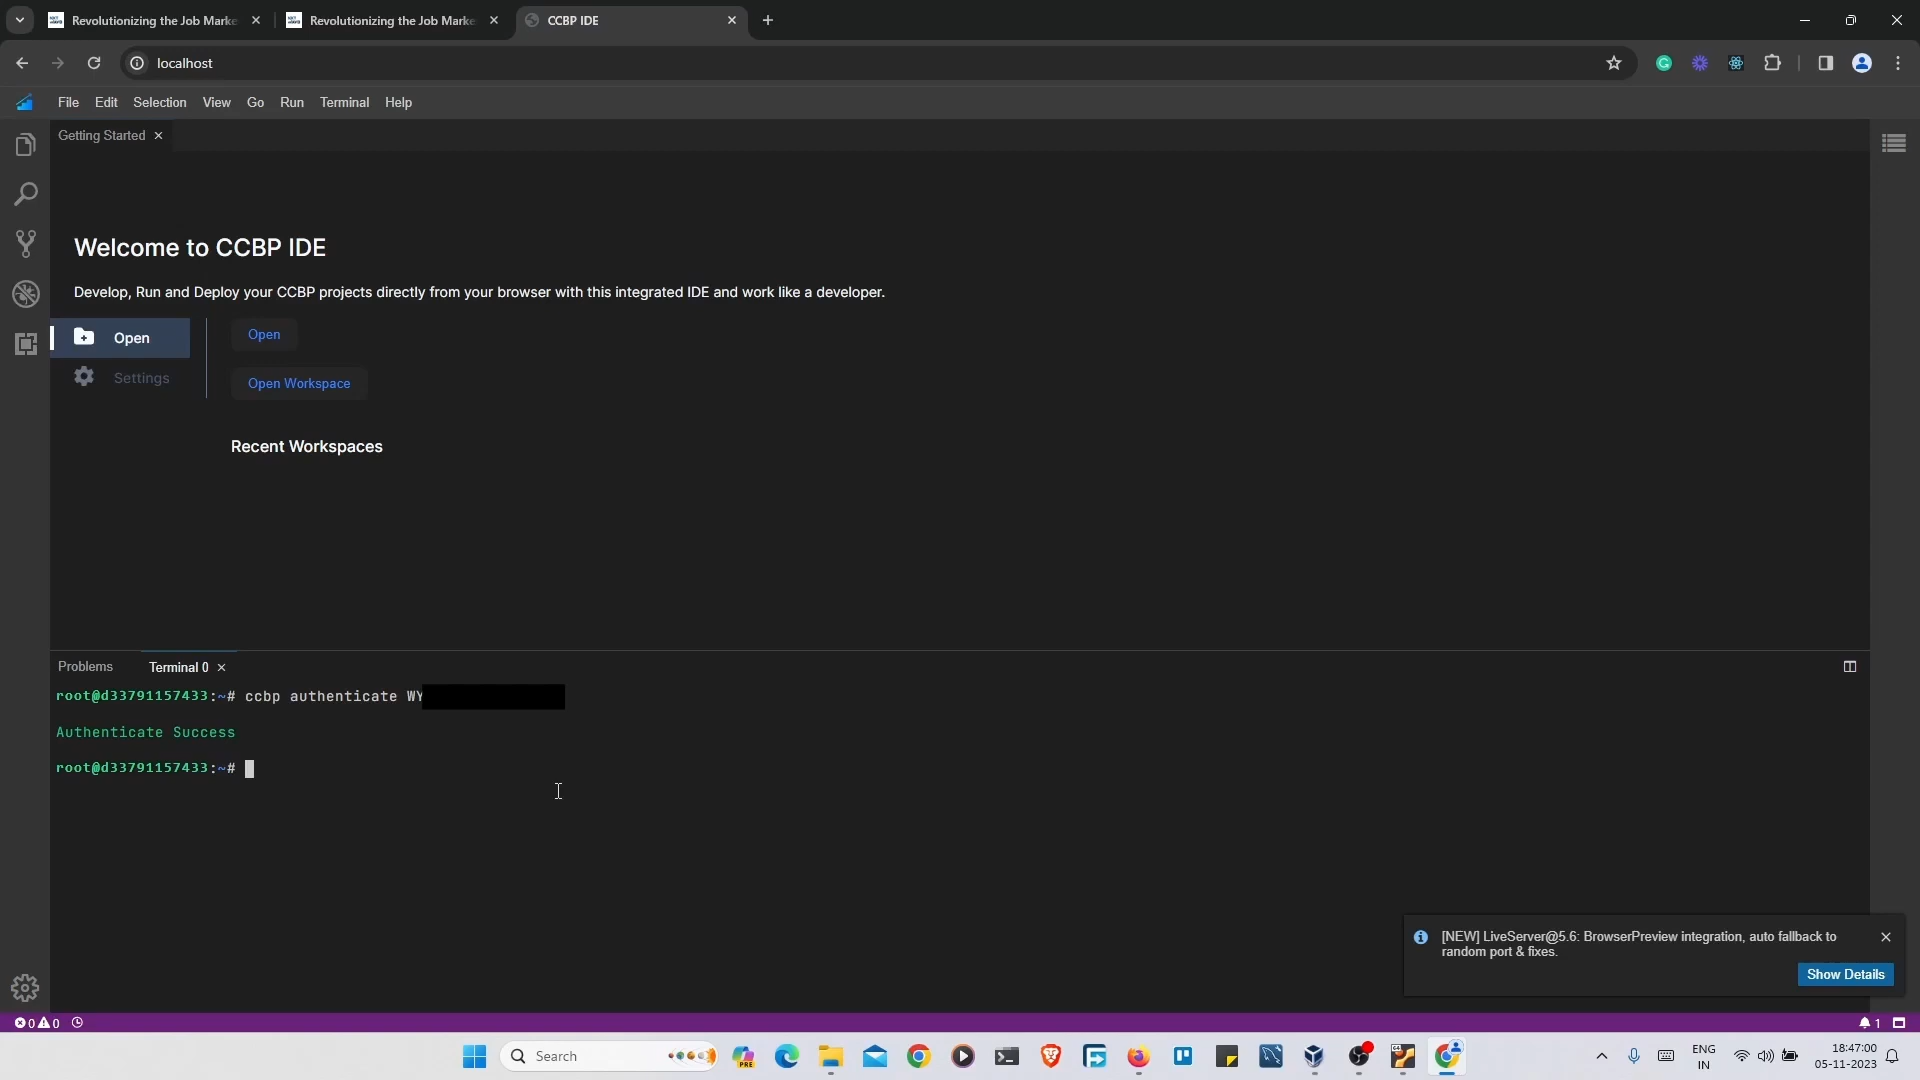 Revolutionizing the Job Marke
Revolutionizing the Job Marke
CCBP IDE
localhost
File Edit Selection View Go Run Terminal Help
Getting Started
Welcome to CCBP IDE
Develop, Run and Deploy your CCBP projects directly from your browser with this integrated IDE and work like a developer.
Open
Settings
Open
Open Workspace
Recent Workspaces
Problems
Terminal 0
root@d33791157433:~# ccbp authenticate WY
Authenticate Success
root@d33791157433:~#
[NEW] LiveServer@5.6: BrowserPreview integration, auto fallback to
random port & fixes.
Show Details
0 0
1
Search
PRE
ENG
IN
18:47:00
05-11-2023